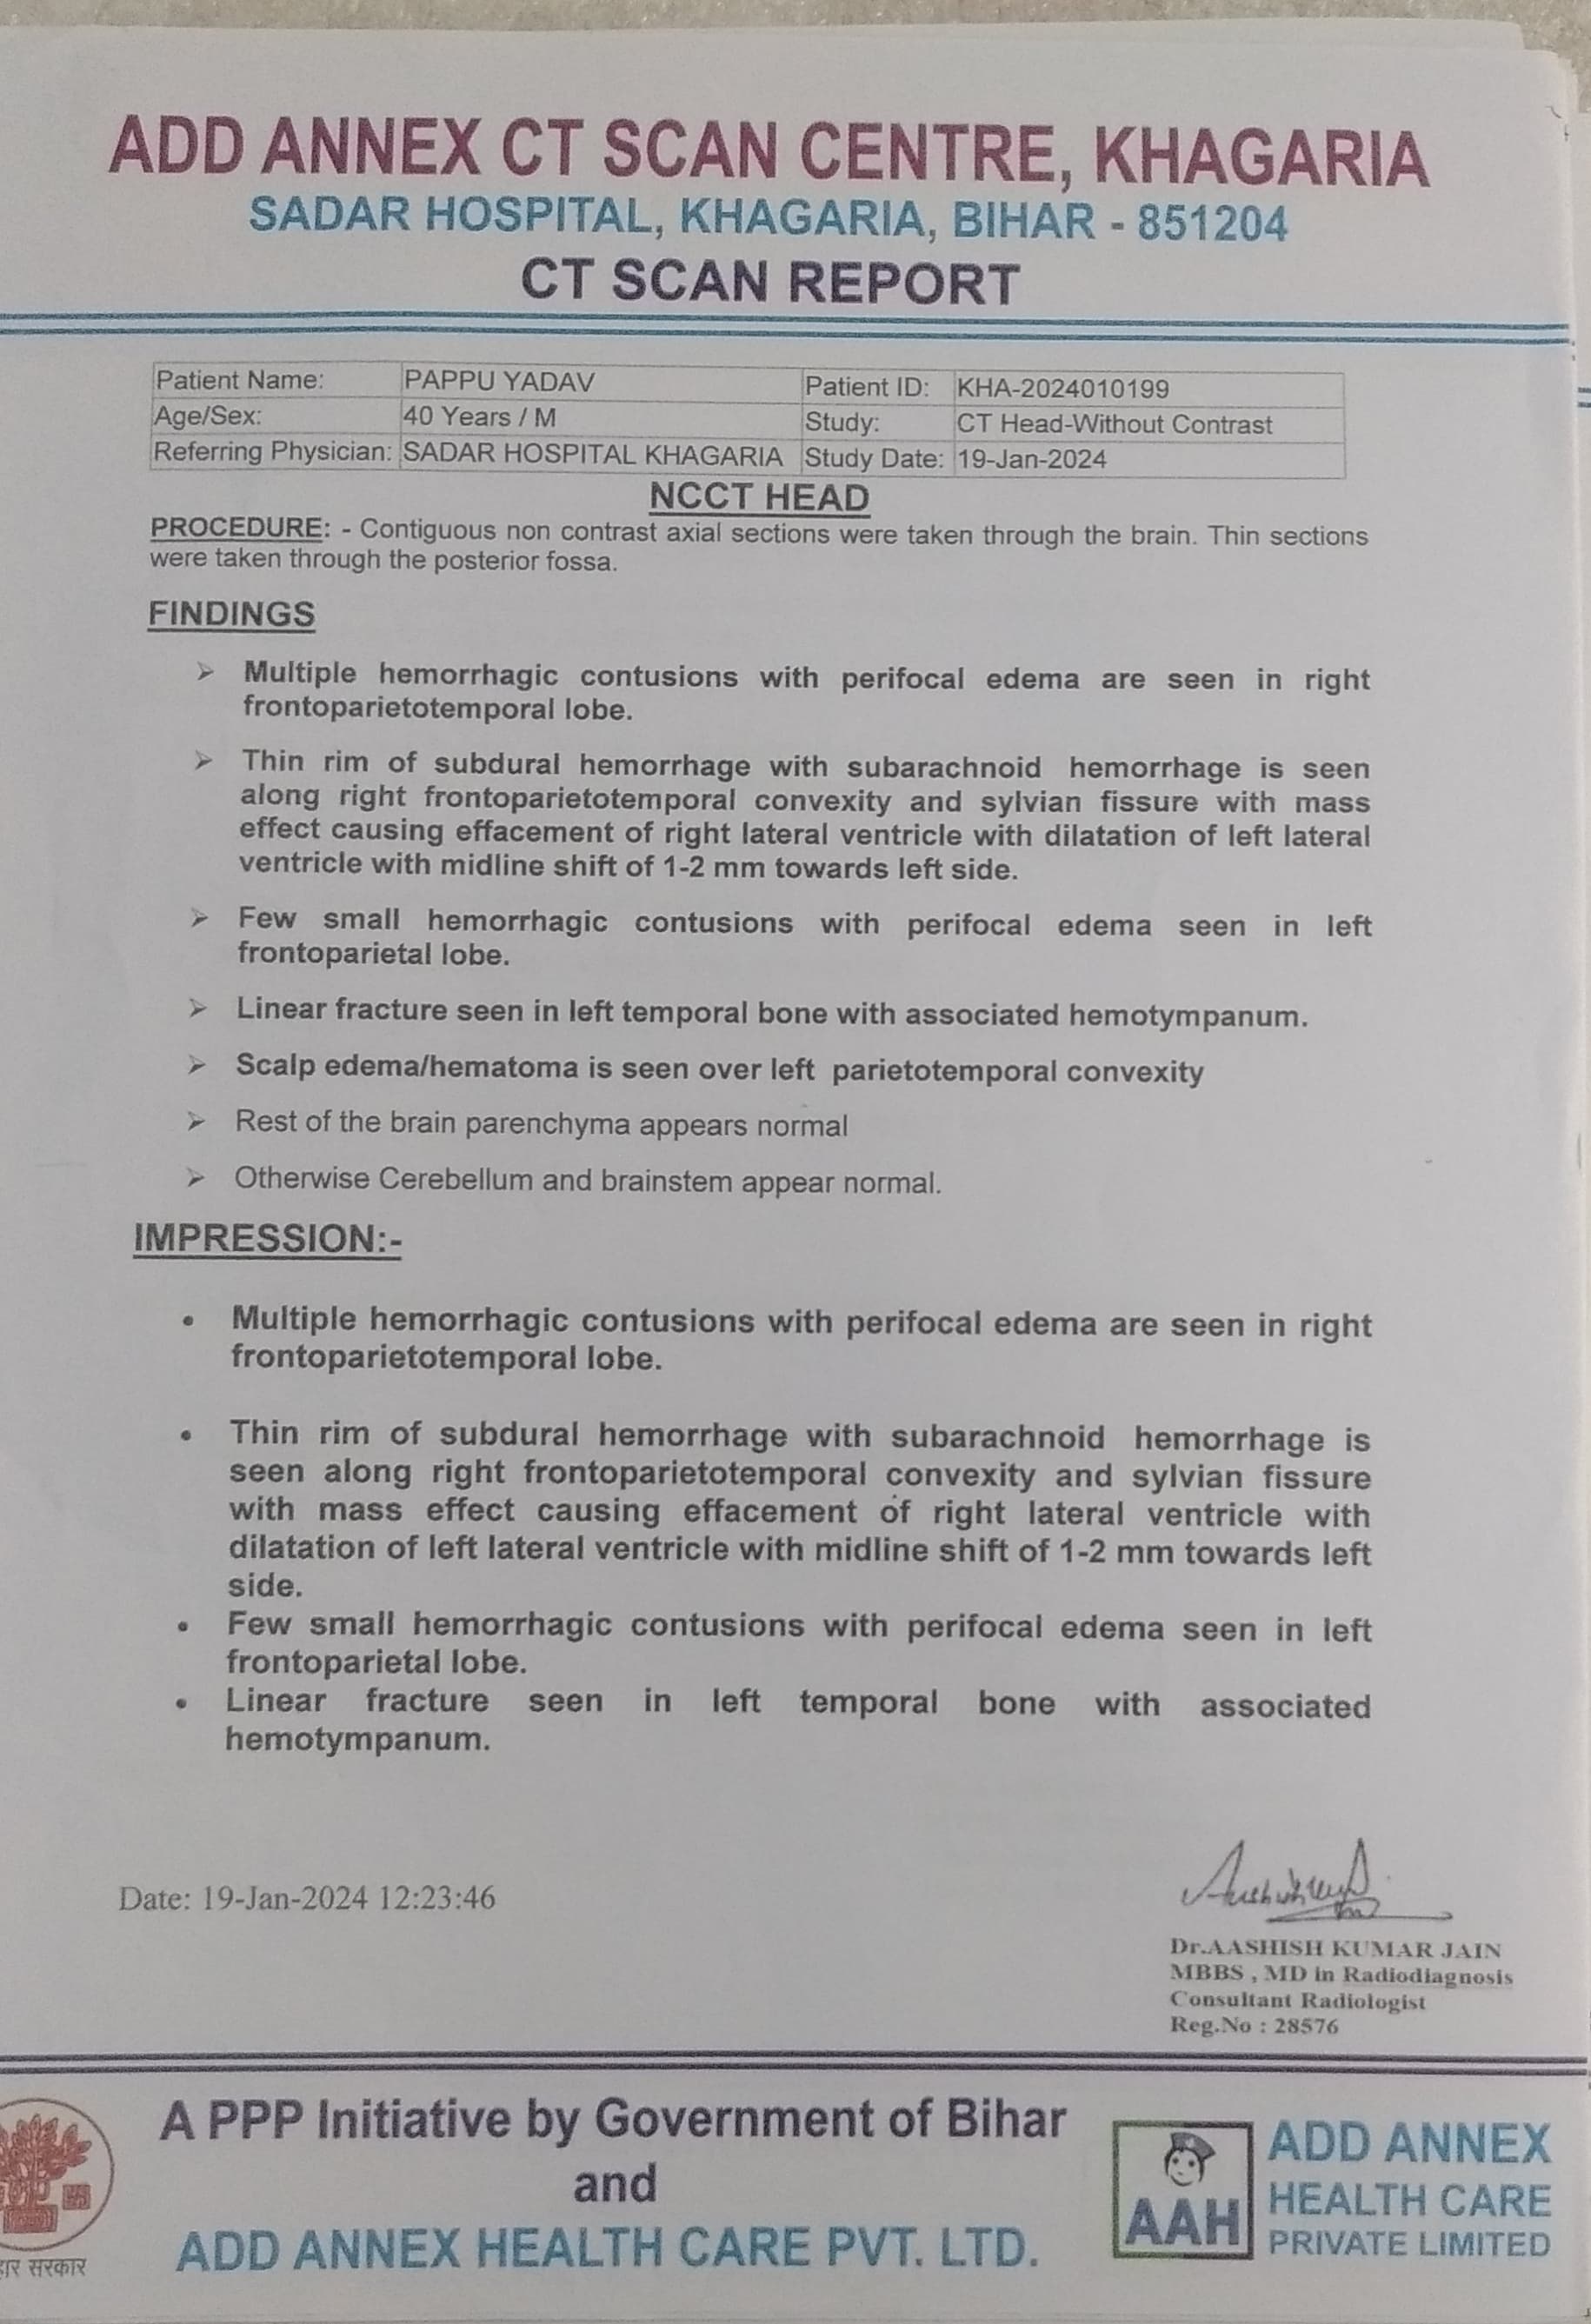 ADD ANNEX CT SCAN CENTRE, KHAGARIA
SADAR HOSPITAL, KHAGARIA, BIHAR - 851204
CT SCAN REPORT
Patient Name: PAPPU YADAV Patient ID: KHA-2024010199
Age/Sex: 40 Years / M Study: CT Head-Without Contrast
Referring Physician: SADAR HOSPITAL KHAGARIA Study Date: 19-Jan-2024
NCCT HEAD
PROCEDURE: - Contiguous non contrast axial sections were taken through the brain. Thin sections
were taken through the posterior fossa.
FINDINGS
➢ Multiple hemorrhagic contusions with perifocal edema are seen in right
frontoparietotemporal lobe.
➢ Thin rim of subdural hemorrhage with subarachnoid hemorrhage is seen
along right frontoparietotemporal convexity and sylvian fissure with mass
effect causing effacement of right lateral ventricle with dilatation of left lateral
ventricle with midline shift of 1-2 mm towards left side.
➢ Few small hemorrhagic contusions with perifocal edema seen in left
frontoparietal lobe.
➢ Linear fracture seen in left temporal bone with associated hemotympanum.
➢ Scalp edema/hematoma is seen over left parietotemporal convexity
➢ Rest of the brain parenchyma appears normal
➢ Otherwise Cerebellum and brainstem appear normal.
IMPRESSION:-
• Multiple hemorrhagic contusions with perifocal edema are seen in right
frontoparietotemporal lobe.
• Thin rim of subdural hemorrhage with subarachnoid hemorrhage is
seen along right frontoparietotemporal convexity and sylvian fissure
with mass effect causing effacement of right lateral ventricle with
dilatation of left lateral ventricle with midline shift of 1-2 mm towards left
side.
• Few small hemorrhagic contusions with perifocal edema seen in left
frontoparietal lobe.
• Linear fracture seen in left temporal bone with associated
hemotympanum.
Date: 19-Jan-2024 12:23:46
Dr.AASHISH KUMAR JAIN
MBBS , MD in Radiodiagnosis
Consultant Radiologist
Reg.No : 28576
A PPP Initiative by Government of Bihar
and
ADD ANNEX HEALTH CARE PVT. LTD.
AAH
ADD ANNEX
HEALTH CARE
PRIVATE LIMITED
सरकार